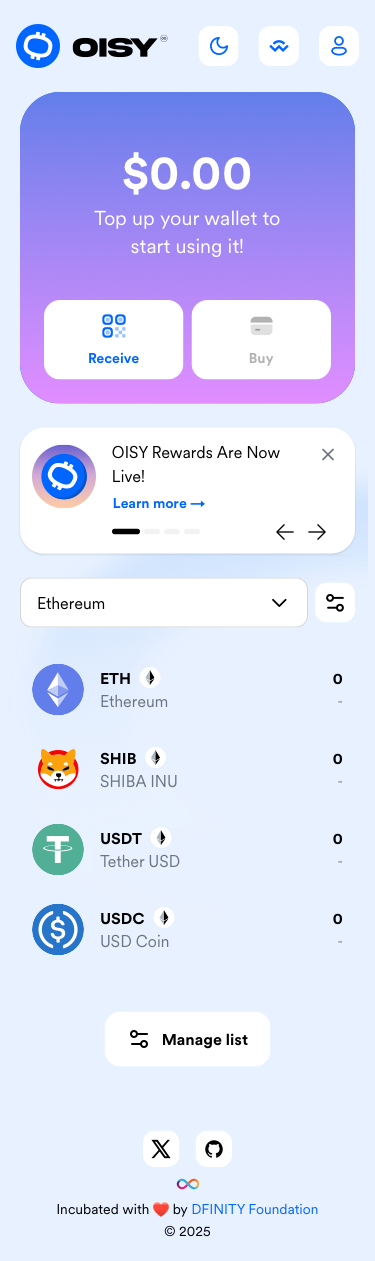 OISY
$0.00
Top up your wallet to
start using it!
Receive
Buy
OISY Rewards Are Now
Live!
Learn more →
Ethereum
ETH
0
Ethereum
-
SHIB
0
SHIBA INU
-
USDT
0
Tether USD
-
USDC
0
USD Coin
-
Manage list
Incubated with ❤️ by DFINITY Foundation
© 2025